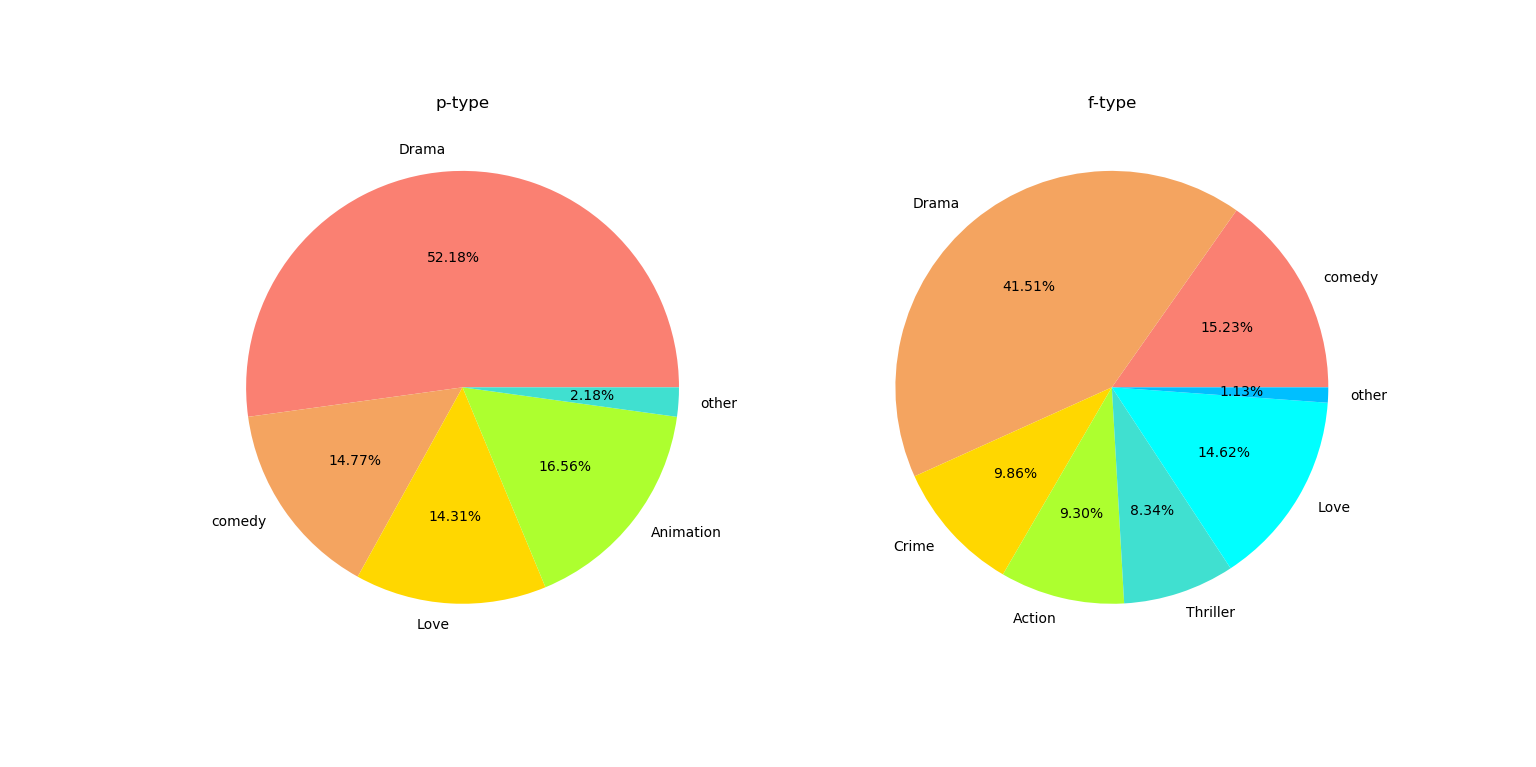 p-type
Drama
52.18%
2.18%
other
14.77%
16.56%
14.31%
comedy
Animation
Love
f-type
Drama
comedy
41.51%
15.23%
1.13%
other
9.86%
14.62%
9.30%
8.34%
Love
Crime
Action
Thriller